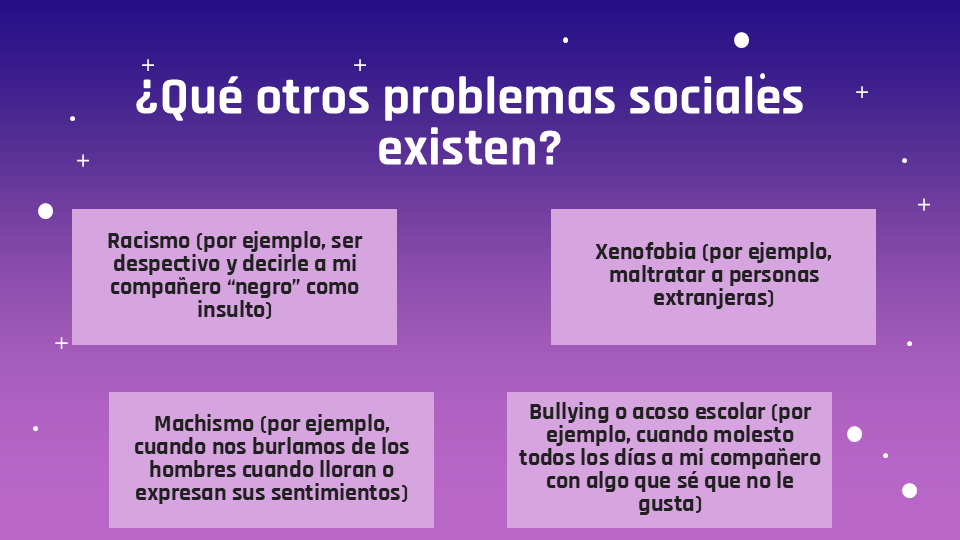 ¿Qué otros problemas sociales
existen?
Racismo (por ejemplo, ser
despectivo y decirle a mi
compañero “negro” como
insulto)
Xenofobia (por ejemplo,
maltratar a personas
extranjeras)
Machismo (por ejemplo,
cuando nos burlamos de los
hombres cuando lloran o
expresan sus sentimientos)
Bullying o acoso escolar (por
ejemplo, cuando molesto
todos los días a mi compañero
con algo que sé que no le
gusta)